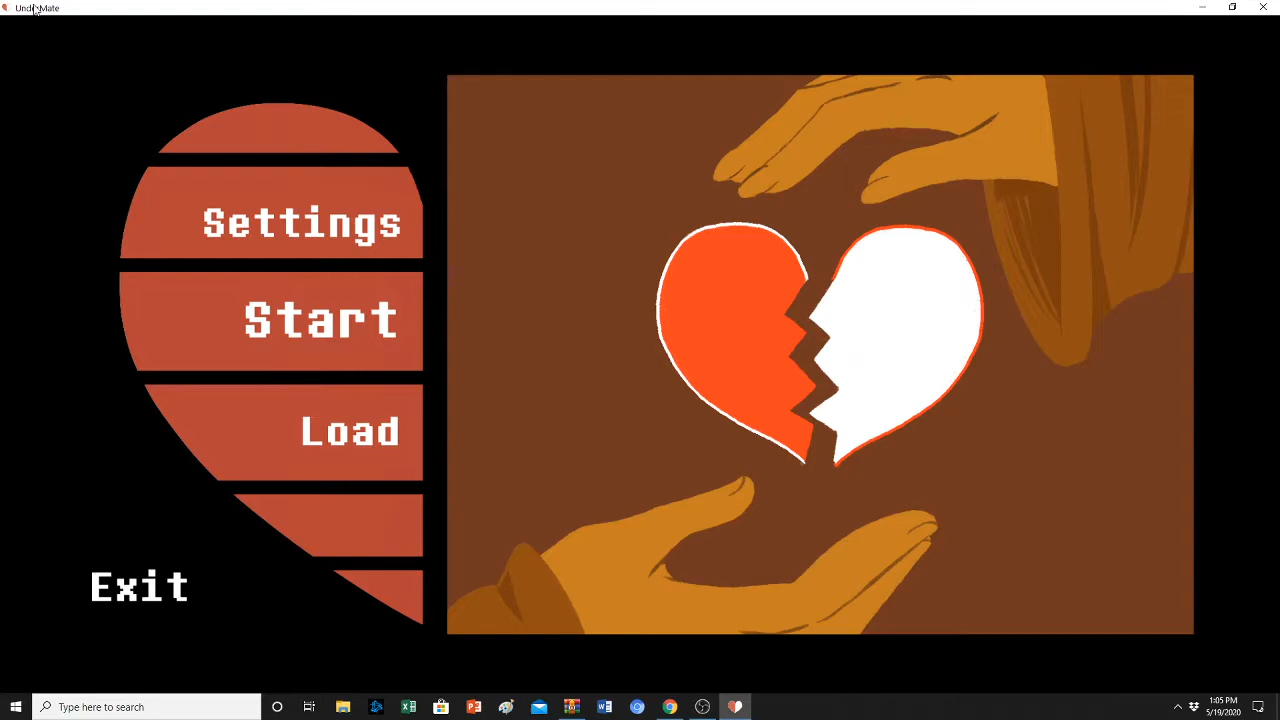 UnderMate
Settings
Start
Load
Exit
Type here to search
1:05 PM
5/19/2020